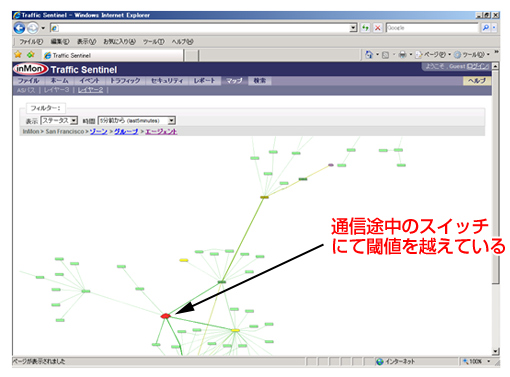 Traffic Sentinel - Windows Internet Explorer
Google
ファイル(F) 編集(E) 表示(V) お気に入り(A) ツール(T) ヘルプ(H)
Traffic Sentinel
ページ(P) ツール(O)
inMon Traffic Sentinel
ようこそ Guest ログイン
ファイル ホーム イベント トラフィック セキュリティ レポート マップ 検索 ヘルプ
ASパス | レイヤー3 | レイヤー2 |
フィルター:
表示 ステータス 時間 5分前から (last5minutes)
InMon > San Francisco > ゾーン > グループ > エージェント
通信途中のスイッチ
にて閾値を越えている
ページが表示されました インターネット 100%